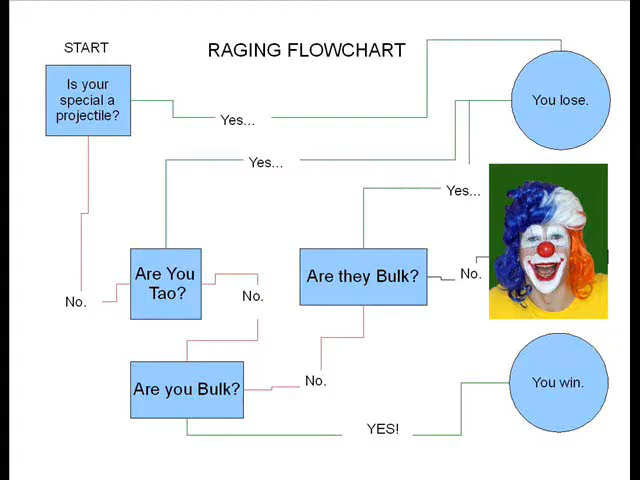 START
RAGING FLOWCHART
Is your
special a
projectile?
You lose.
Yes...
Yes...
Yes...
Are You
Tao?
No.
No.
Are they Bulk?
No.
Are you Bulk?
No.
You win.
YES!